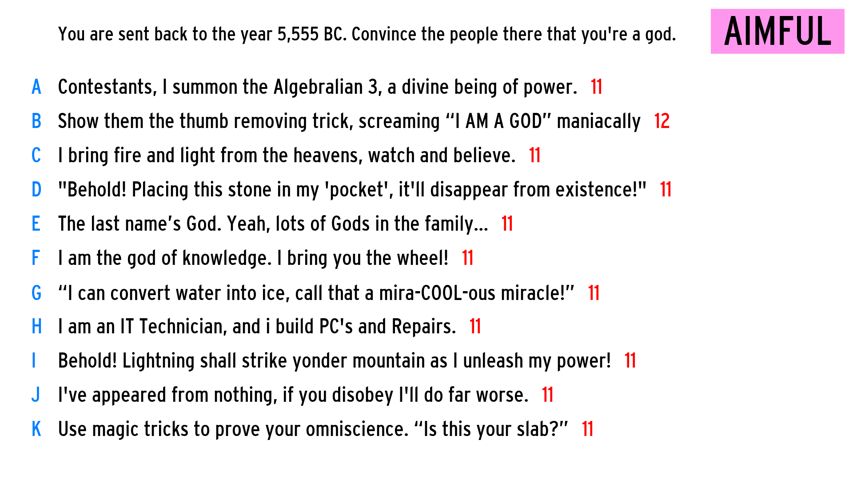 You are sent back to the year 5,555 BC. Convince the people there that you're a god.
AIMFUL
A Contestants, I summon the Algebralian 3, a divine being of power. 11
B Show them the thumb removing trick, screaming “I AM A GOD” maniacally 12
C I bring fire and light from the heavens, watch and believe. 11
D "Behold! Placing this stone in my 'pocket', it'll disappear from existence!" 11
E The last name’s God. Yeah, lots of Gods in the family... 11
F I am the god of knowledge. I bring you the wheel! 11
G “I can convert water into ice, call that a mira-COOL-ous miracle!” 11
H I am an IT Technician, and i build PC's and Repairs. 11
I Behold! Lightning shall strike yonder mountain as I unleash my power! 11
J I've appeared from nothing, if you disobey I'll do far worse. 11
K Use magic tricks to prove your omniscience. “Is this your slab?” 11